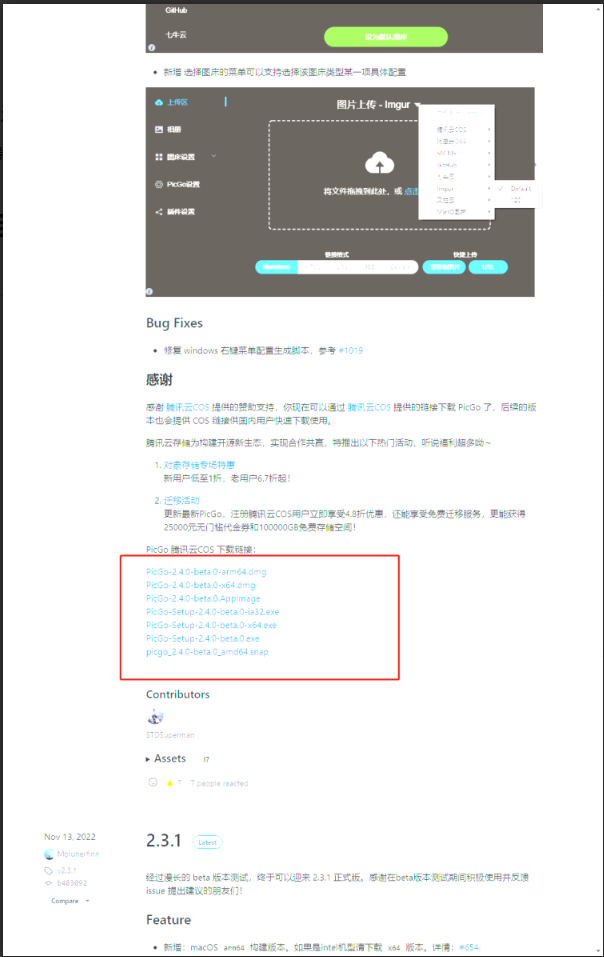 GitHub
七牛云
设为默认图床
新增 选择图床的菜单可以支持选择该图床类型某一项具体配置
上传区
图片上传 - Imgur
相册
腾讯云COS
图床设置
GitHub
七牛云
PicGo设置
将文件拖拽到此处，或 点击
Imgur
Default
插件设置
链接格式
快捷上传
Markdown
URL
Bug Fixes
修复 windows 右键菜单配置生成脚本，参考 #1019
感谢
感谢 腾讯云COS 提供的赞助支持，你现在可以通过 腾讯云COS 提供的链接下载 PicGo 了，后续的版
本也会提供 COS 链接供国内用户快速下载使用。
腾讯云存储为构建开源新生态，实现合作共赢，特推出以下热门活动，听说福利超多呦~
1. 对象存储专场特惠
新用户低至1折，老用户6.7折起！
2. 迁移活动
更新最新PicGo，注册腾讯云COS用户立即享受4.8折优惠，还能享受免费迁移服务，更能获得
25000元无门槛代金券和100000GB免费存储空间！
PicGo 腾讯云COS 下载链接：
PicGo-2.4.0-beta.0-arm64.dmg
PicGo-2.4.0-beta.0-x64.dmg
PicGo-2.4.0-beta.0.AppImage
PicGo-Setup-2.4.0-beta.0-ia32.exe
PicGo-Setup-2.4.0-beta.0-x64.exe
PicGo-Setup-2.4.0-beta.0.exe
picgo_2.4.0-beta.0_amd64.snap
Contributors
STDSuperman
Assets 17
7 7 people reacted
Nov 13, 2022
2.3.1 Latest
Molunerfinn
v2.3.1
b483092
Compare
经过漫长的 beta 版本测试，终于可以迎来 2.3.1 正式版。感谢在beta版本测试期间积极使用并反馈
issue 提出建议的朋友们！
Feature
新增：macOS arm64 构建版本。如果是intel机型请下载 x64 版本。详情：#654